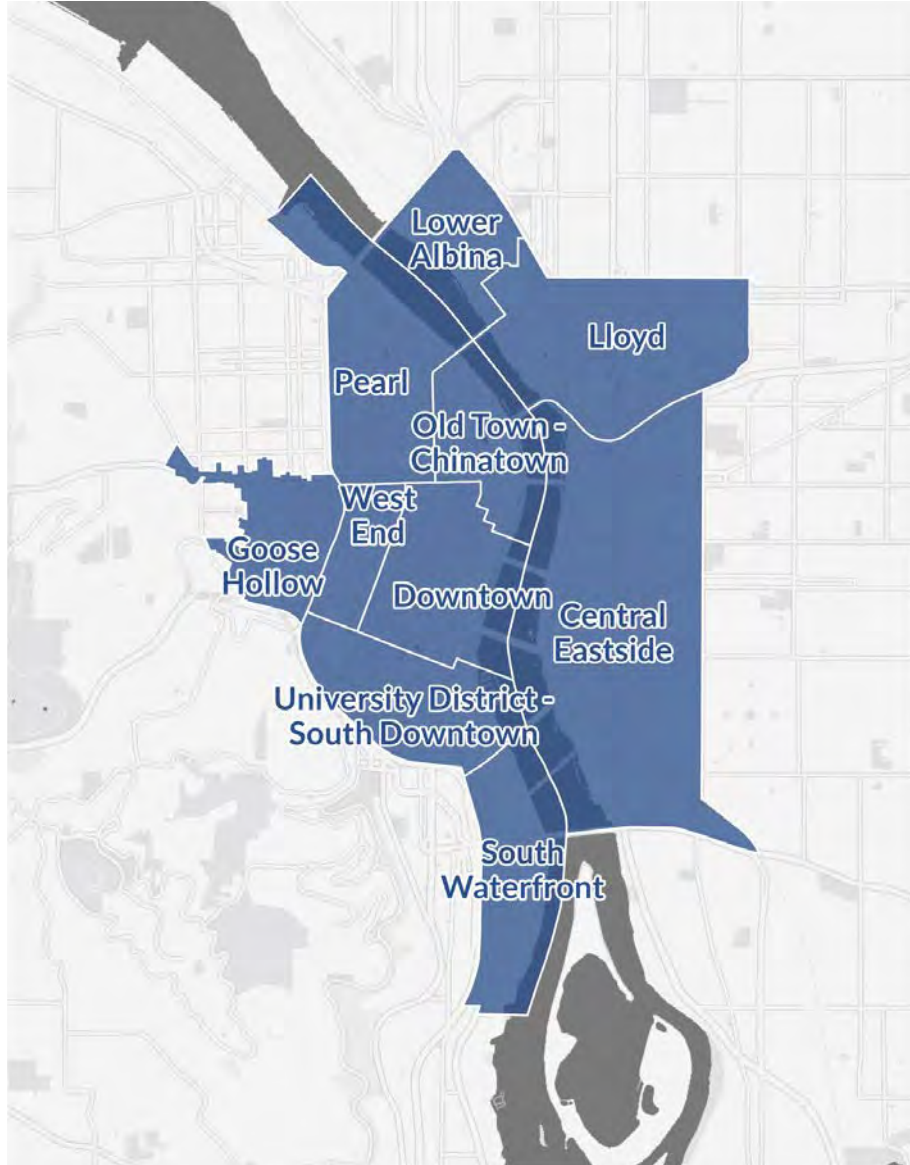 Lower
Albina
Lloyd
Pearl
Old Town -
Chinatown
West
End
Goose
Hollow
Downtown
Central
Eastside
University District -
South Downtown
South
Waterfront